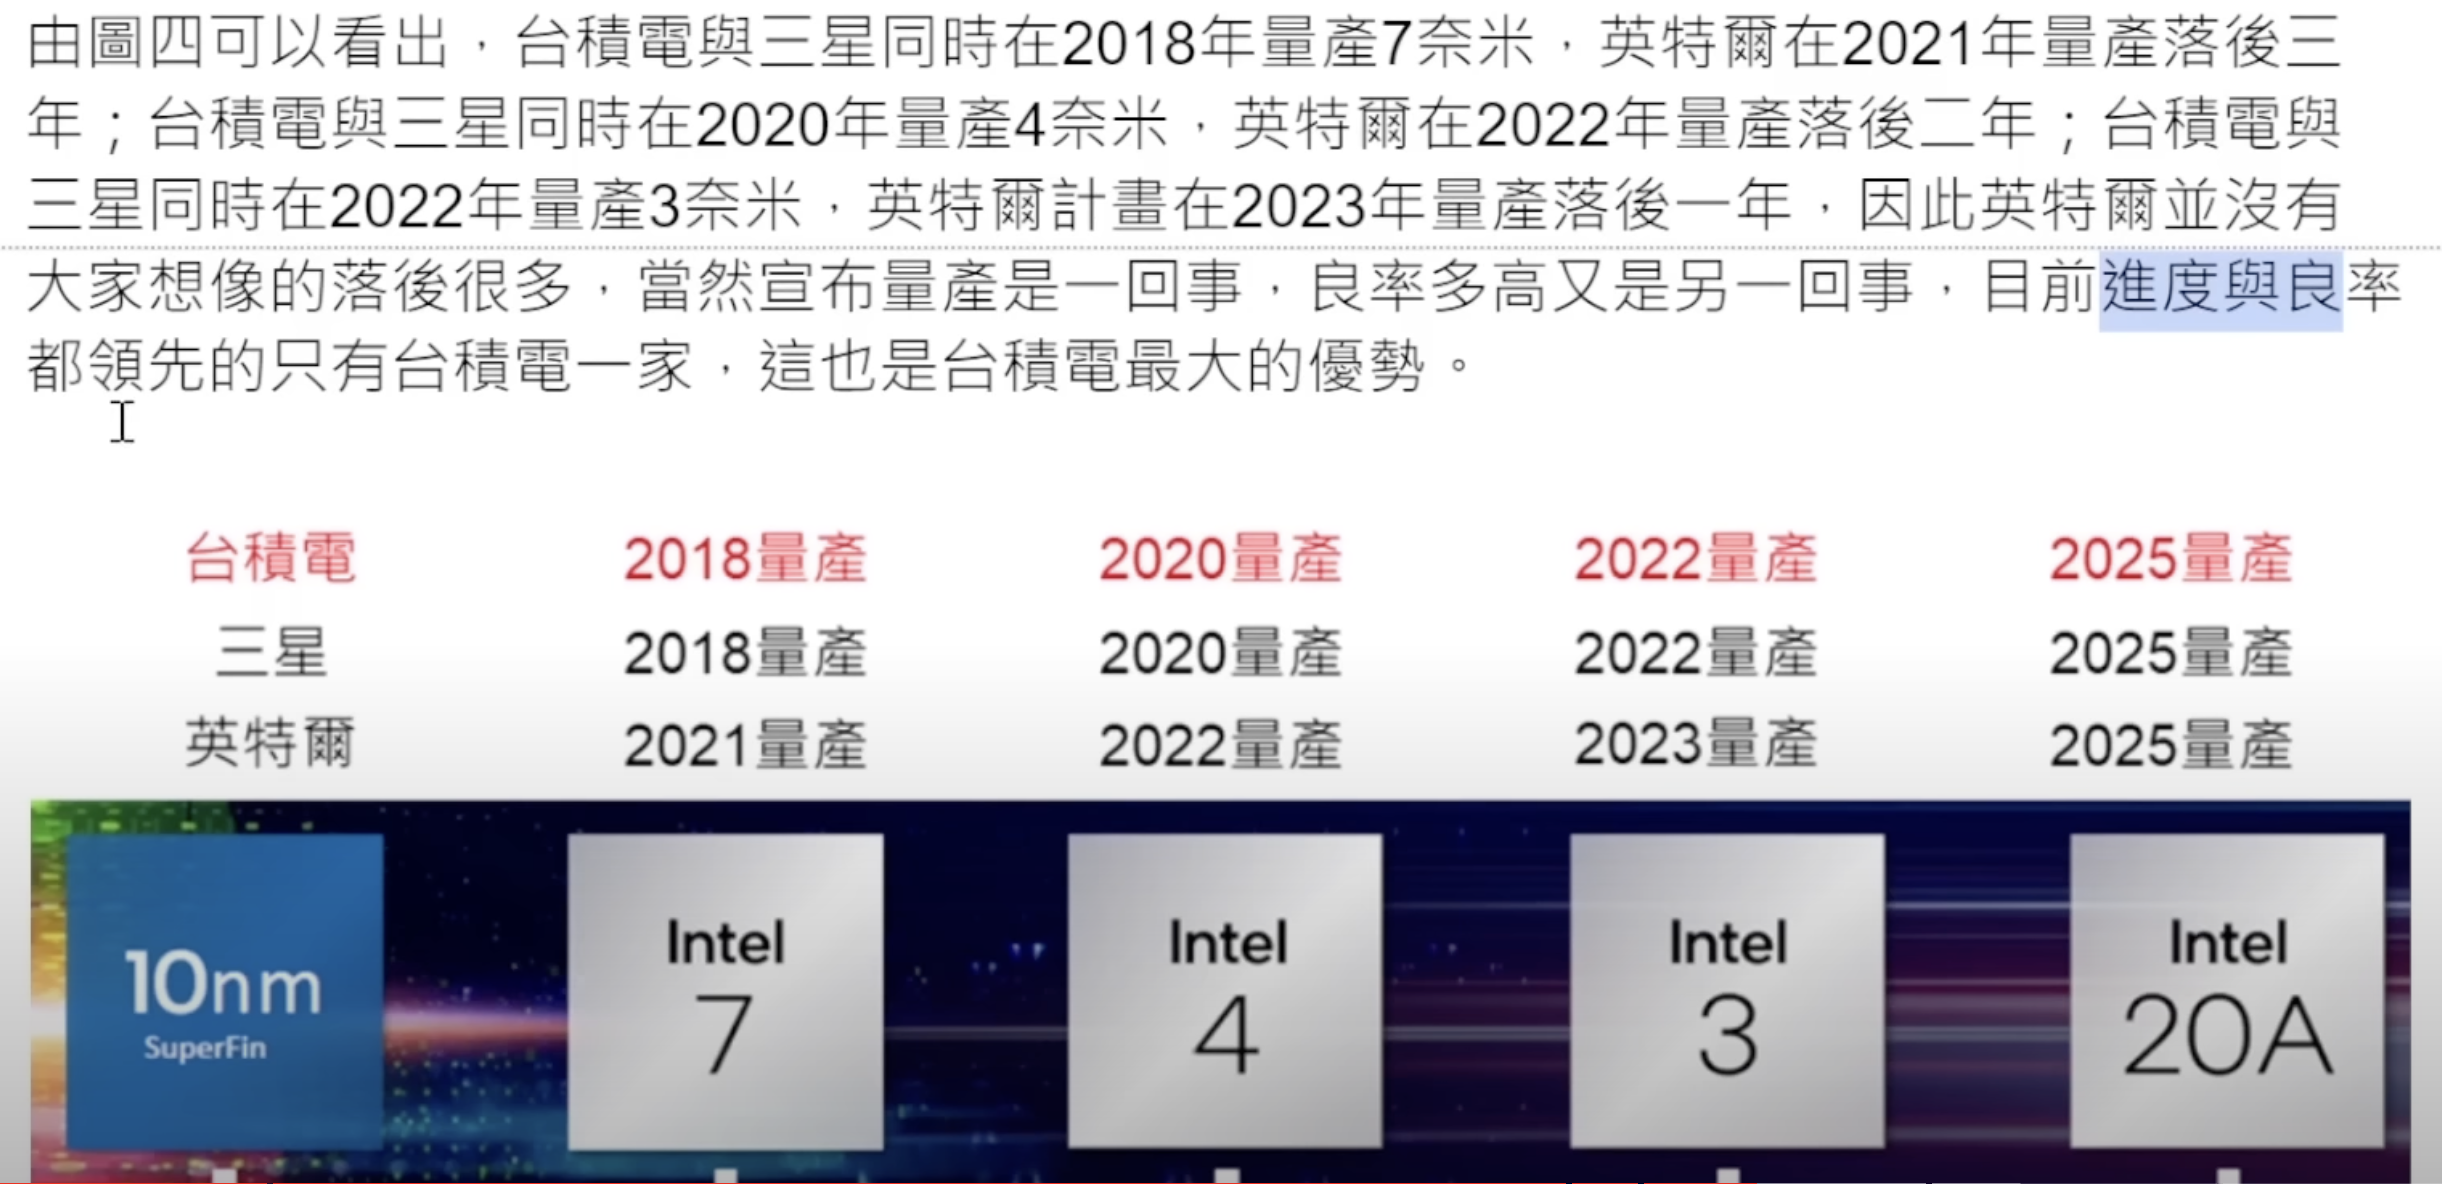 由圖四可以看出，台積電與三星同時在2018年量產7奈米，英特爾在2021年量產落後三
年；台積電與三星同時在2020年量產4奈米，英特爾在2022年量產落後二年；台積電與
三星同時在2022年量產3奈米，英特爾計畫在2023年量產落後一年，因此英特爾並沒有
大家想像的落後很多，當然宣布量產是一回事，良率多高又是另一回事，目前進度與良率
都領先的只有台積電一家，這也是台積電最大的優勢。
台積電 2018量產 2020量產 2022量產 2025量產
三星 2018量產 2020量產 2022量產 2025量產
英特爾 2021量產 2022量產 2023量產 2025量產
10nm
SuperFin
Intel
7
Intel
4
Intel
3
Intel
20A